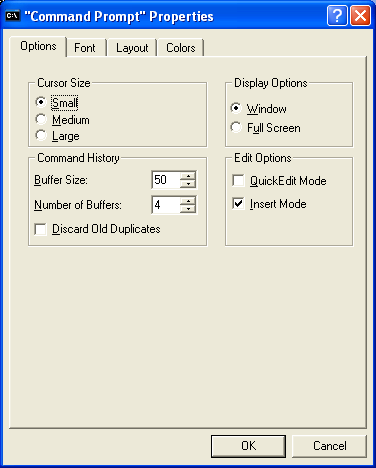 C:\ "Command Prompt" Properties ? X
Options Font Layout Colors
Cursor Size
Small
Medium
Large
Display Options
Window
Full Screen
Command History
Buffer Size: 50
Number of Buffers: 4
Discard Old Duplicates
Edit Options
QuickEdit Mode
Insert Mode
OK Cancel